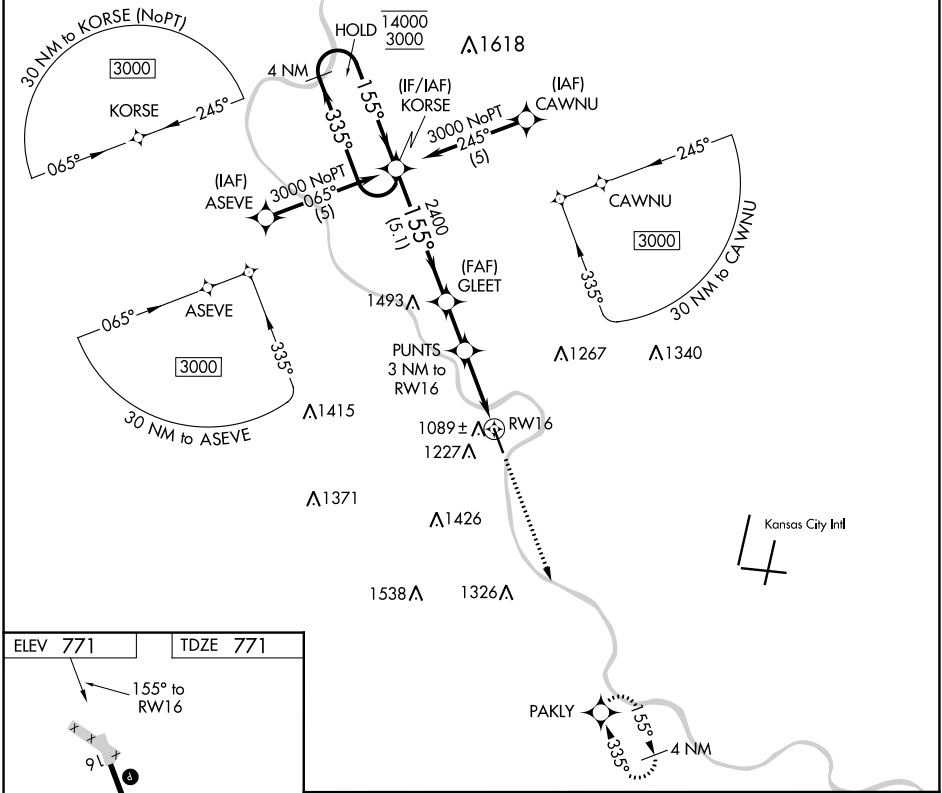 30 NM to KORSE (NoPT)
3000
KORSE
065°
245°
HOLD
14000
3000
1618
4 NM
155°
335°
(IF/IAF)
KORSE
(IAF)
CAWNU
3000 NoPT
245°
(5)
(IAF)
ASEVE
3000 NoPT
065°
(5)
2400
155°
(5.1)
245°
CAWNU
3000
335°
30 NM to CAWNU
(FAF)
GLEET
1493
065°
ASEVE
335°
3000
30 NM to ASEVE
PUNTS
3 NM to
RW16
1267
1340
1415
1089±
RW16
1227
1371
1426
Kansas City Intl
1538
1326
ELEV 771
TDZE 771
155° to
RW16
X X X
16
P
PAKLY
155°
335°
4 NM